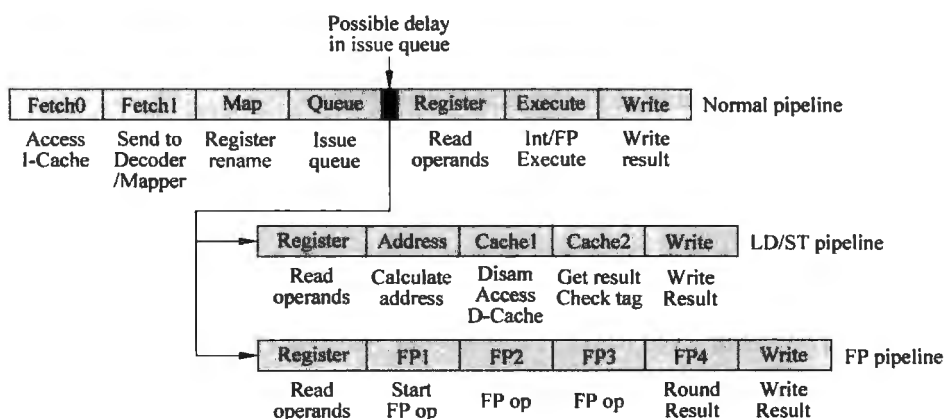 Possible delay
in issue queue
Fetch0 Fetch1 Map Queue Register Execute Write Normal pipeline
Access Send to Register Issue Read Int/FP Write
I-Cache Decoder rename queue operands Execute result
/Mapper
Register Address Cache1 Cache2 Write LD/ST pipeline
Read Calculate Disam Get result Write
operands address Access Check tag Result
D-Cache
Register FP1 FP2 FP3 FP4 Write FP pipeline
Read Start FP op FP op Round Write
operands FP op Result Result